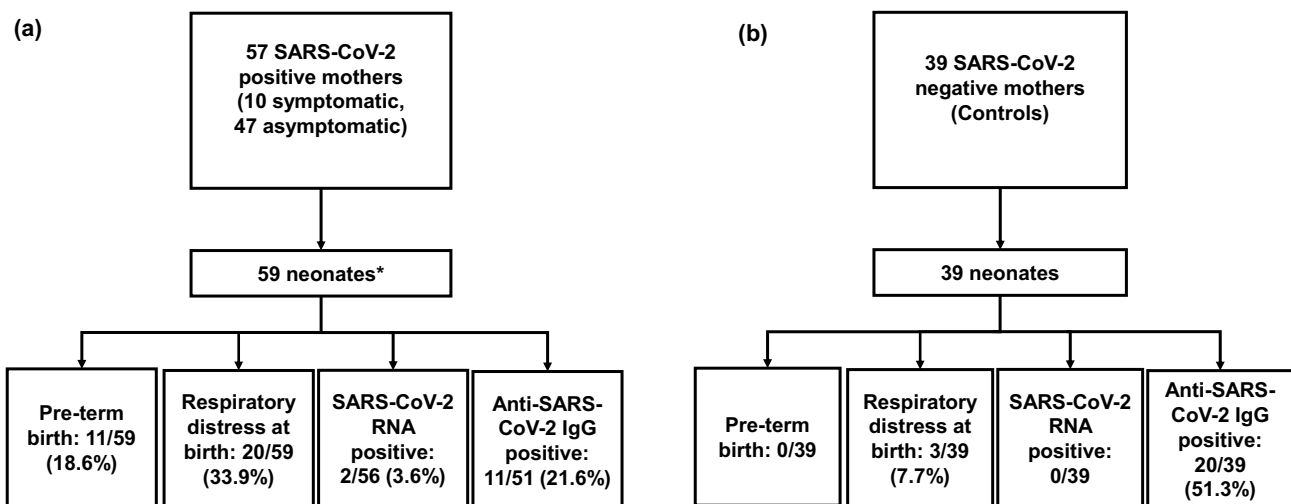 (a)
57 SARS-CoV-2
positive mothers
(10 symptomatic,
47 asymptomatic)
59 neonates*
Pre-term
birth: 11/59
(18.6%)
Respiratory
distress at
birth: 20/59
(33.9%)
SARS-CoV-2
RNA
positive:
2/56 (3.6%)
Anti-SARS-
CoV-2 IgG
positive:
11/51 (21.6%)
(b)
39 SARS-CoV-2
negative mothers
(Controls)
39 neonates
Pre-term
birth: 0/39
Respiratory
distress at
birth: 3/39
(7.7%)
SARS-CoV-2
RNA
positive:
0/39
Anti-SARS-
CoV-2 IgG
positive:
20/39
(51.3%)